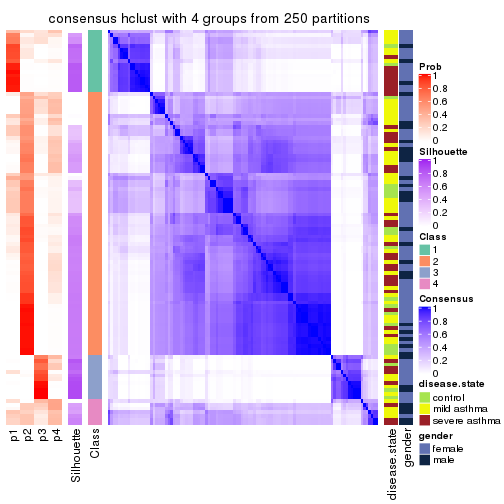 consensus hclust with 4 groups from 250 partitions
Prob
1
0.8
0.6
0.4
0.2
0
Silhouette
1
0.8
0.6
0.4
0.2
0
Class
1
2
3
4
Consensus
1
0.8
0.6
0.4
0.2
0
disease.state
control
mild asthma
severe asthma
gender
female
male
p1
p2
p3
p4
Silhouette
Class
disease.state
gender